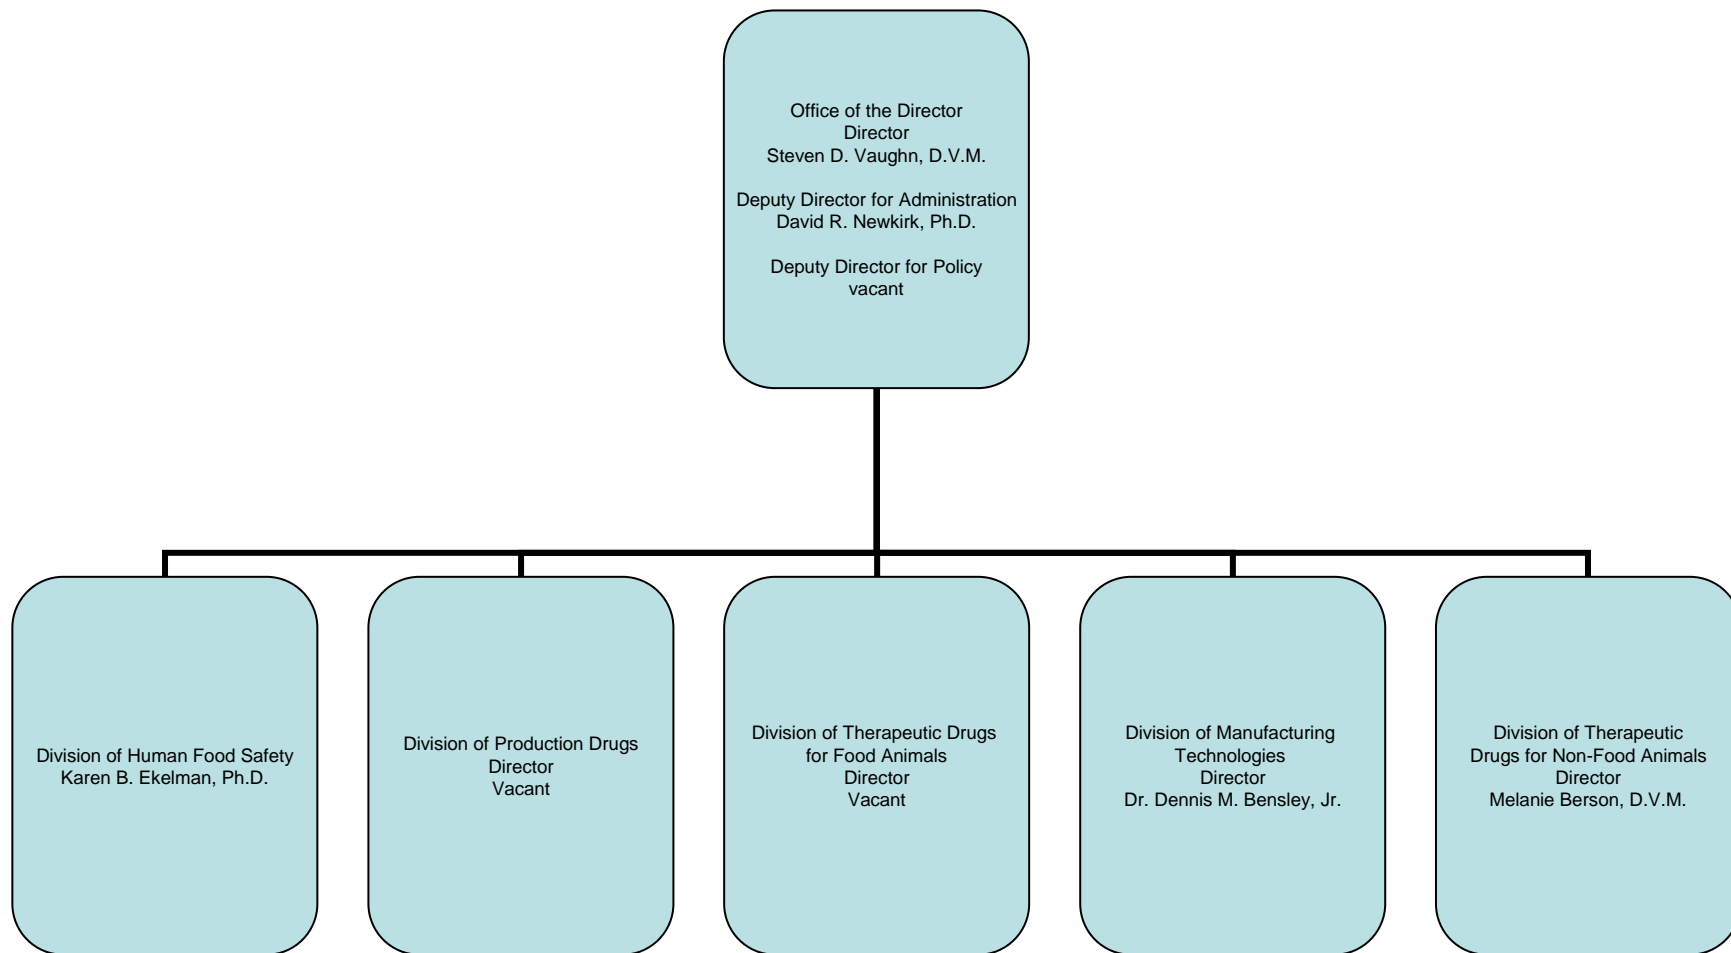 Office of the Director
Director
Steven D. Vaughn, D.V.M.
Deputy Director for Administration
David R. Newkirk, Ph.D.
Deputy Director for Policy
vacant
Division of Human Food Safety
Karen B. Ekelman, Ph.D.
Division of Production Drugs
Director
Vacant
Division of Therapeutic Drugs
for Food Animals
Director
Vacant
Division of Manufacturing
Technologies
Director
Dr. Dennis M. Bensley, Jr.
Division of Therapeutic
Drugs for Non-Food Animals
Director
Melanie Berson, D.V.M.